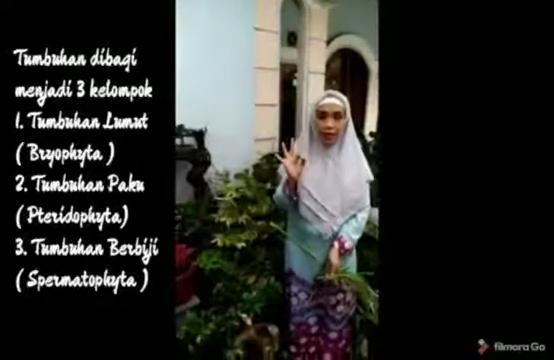 Tumbuhan dibagi
menjadi 3 kelompok
1. Tumbuhan Lumut
( Bryophyta )
2. Tumbuhan Paku
( Pteridophyta)
3. Tumbuhan Berbiji
( Spermatophyta )
filmora Go